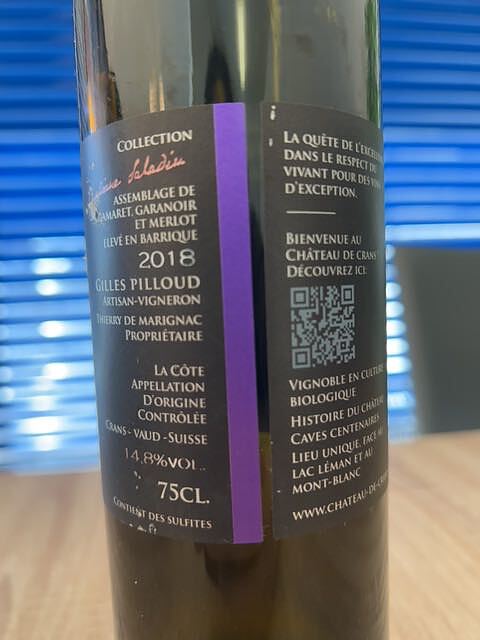 COLLECTION
Saladin
ASSEMBLAGE DE
GAMARET, GARANOIR
ET MERLOT
ÉLEVÉ EN BARRIQUE
2018
GILLES PILLOUD
ARTISAN-VIGNERON
THIERRY DE MARIGNAC
PROPRIÉTAIRE
LA CÔTE
APPELLATION
D'ORIGINE
CONTRÔLÉE
CRANS - VAUD - SUISSE
14,8%VOL.
75CL.
CONTIENT DES SULFITES
LA QUÊTE DE L'EXCELLENCE
DANS LE RESPECT DU
VIVANT POUR DES VINS
D'EXCEPTION.
BIENVENUE AU
CHÂTEAU DE CRANS
DÉCOUVREZ ICI:
VIGNOBLE EN CULTURE
BIOLOGIQUE
HISTOIRE DU CHÂTEAU
CAVES CENTENAIRES
LIEU UNIQUE, FACE AU
LAC LÉMAN ET AU
MONT-BLANC
WWW.CHATEAU-DE-CR